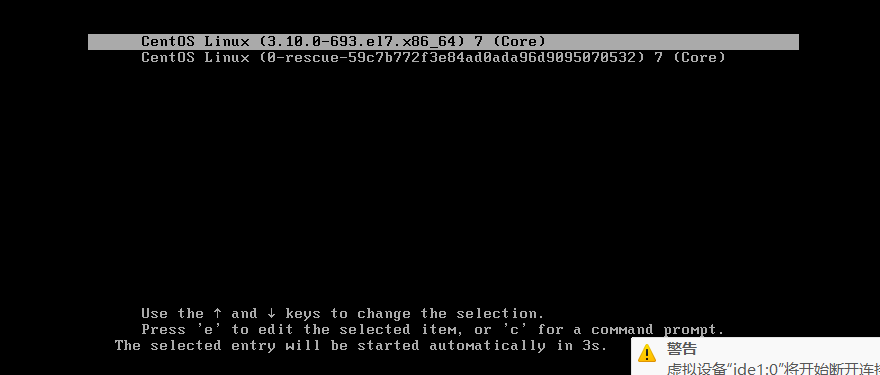 CentOS Linux (3.10.0-693.el7.x86_64) 7 (Core)
CentOS Linux (0-rescue-59c7b772f3e84ad0ada96d9095070532) 7 (Core)
Use the ↑ and ↓ keys to change the selection.
Press 'e' to edit the selected item, or 'c' for a command prompt.
The selected entry will be started automatically in 3s.
警告
虚拟设备“ide1:0”将开始断开连接